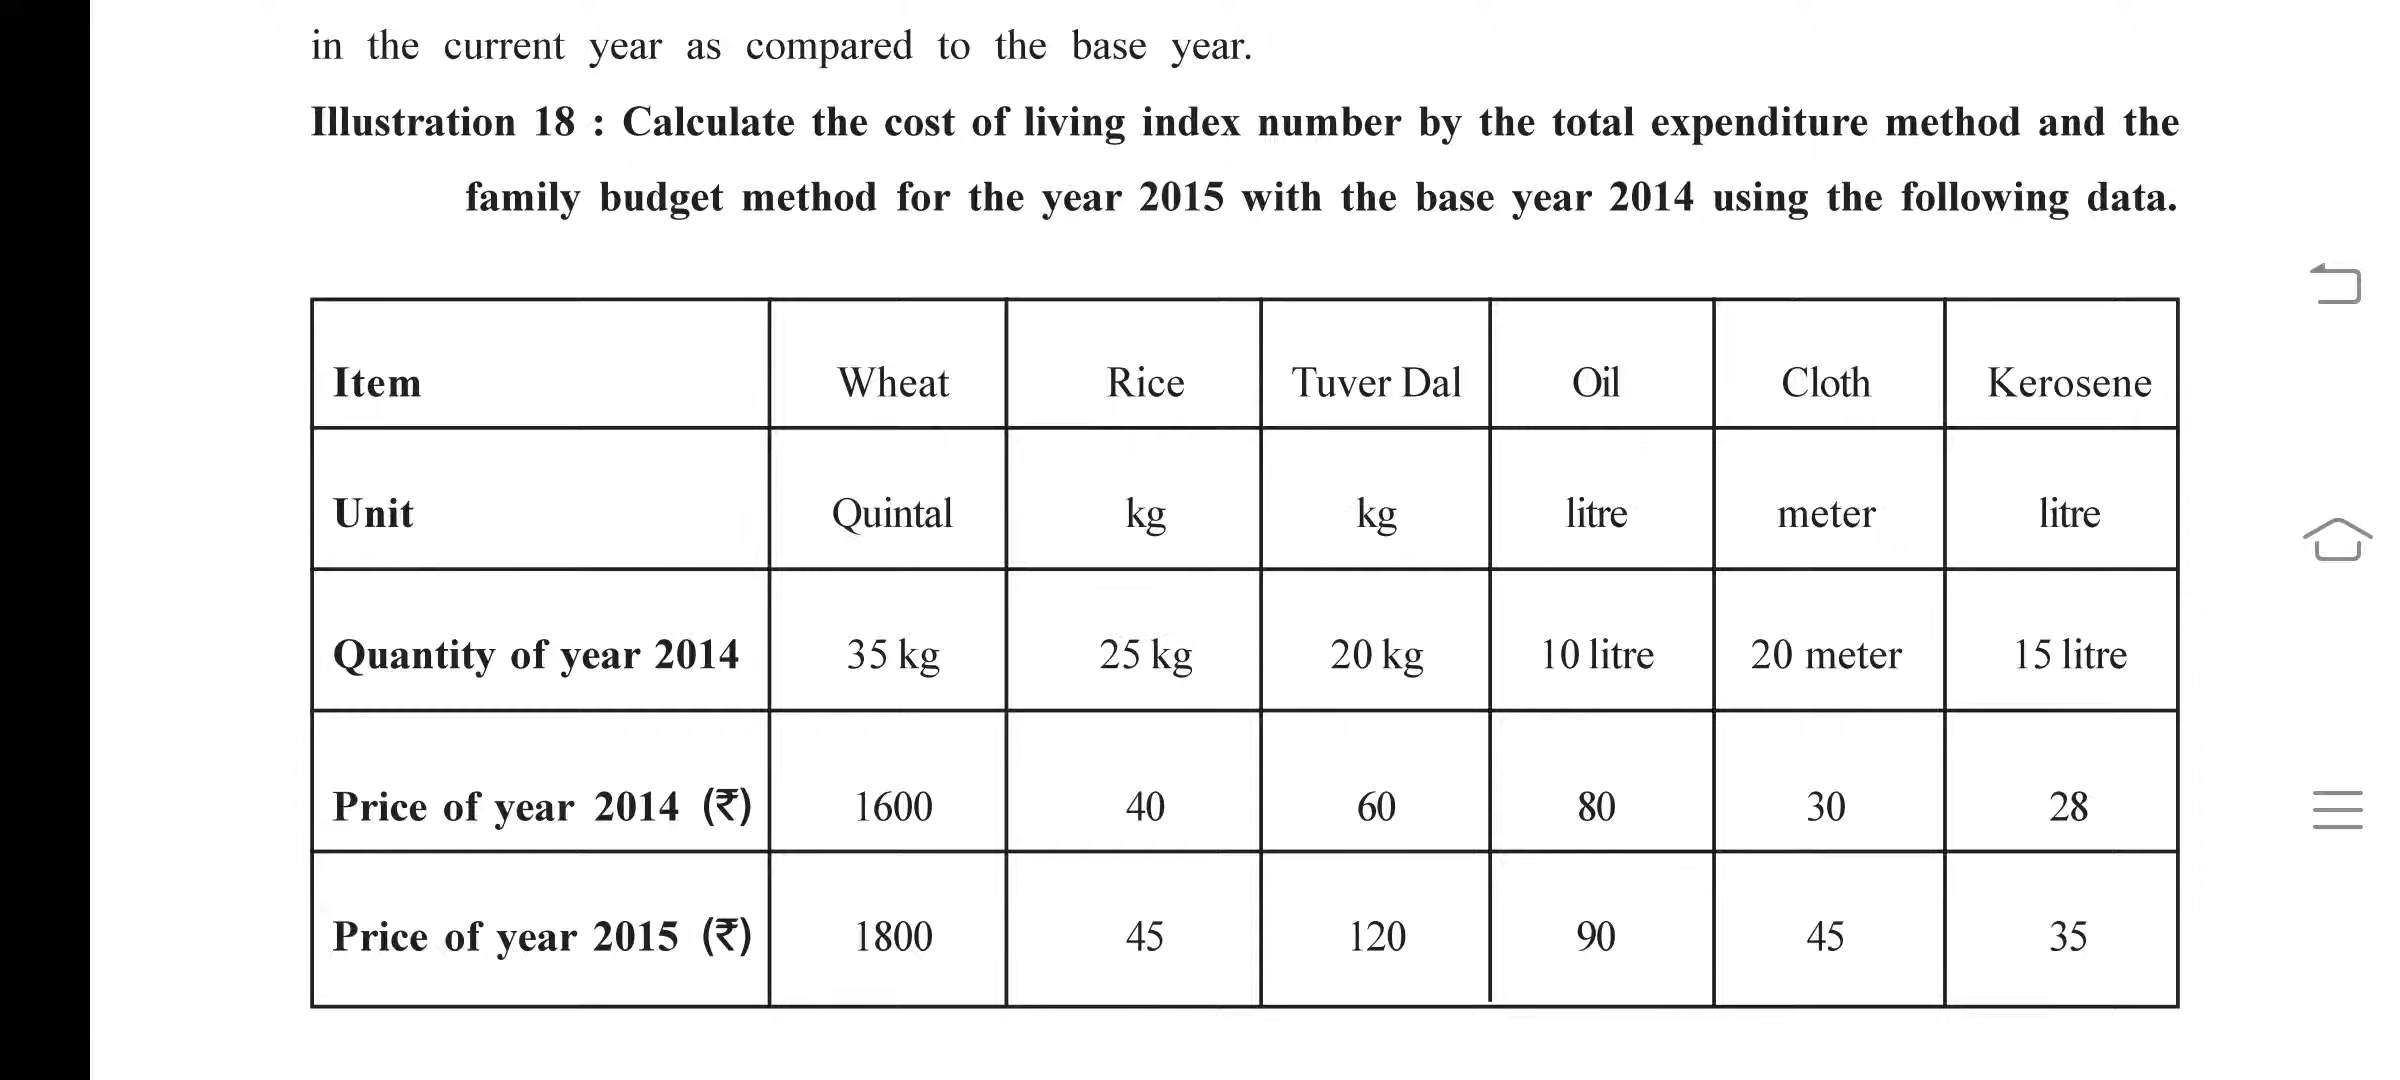 in the current year as compared to the base year.
Illustration 18 : Calculate the cost of living index number by the total expenditure method and the
family budget method for the year 2015 with the base year 2014 using the following data.
Item Wheat Rice Tuver Dal Oil Cloth Kerosene
Unit Quintal kg kg litre meter litre
Quantity of year 2014 35 kg 25 kg 20 kg 10 litre 20 meter 15 litre
Price of year 2014 (₹) 1600 40 60 80 30 28
Price of year 2015 (₹) 1800 45 120 90 45 35